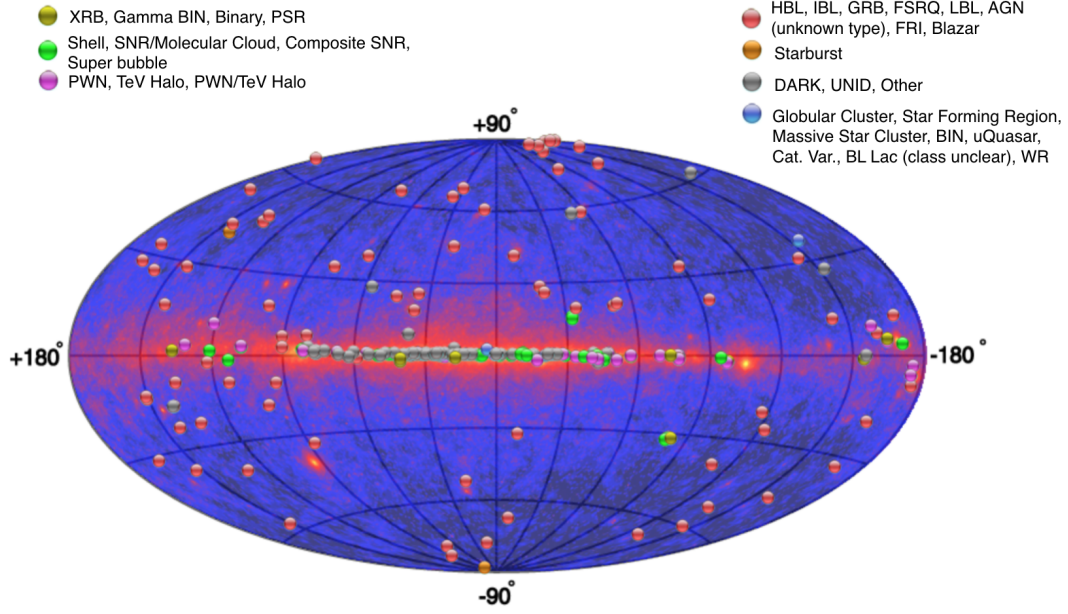 XRB, Gamma BIN, Binary, PSR
Shell, SNR/Molecular Cloud, Composite SNR,
Super bubble
PWN, TeV Halo, PWN/TeV Halo
HBL, IBL, GRB, FSRQ, LBL, AGN
(unknown type), FRI, Blazar
Starburst
DARK, UNID, Other
Globular Cluster, Star Forming Region,
Massive Star Cluster, BIN, uQuasar,
Cat. Var., BL Lac (class unclear), WR
+90°
+180°
-180°
-90°